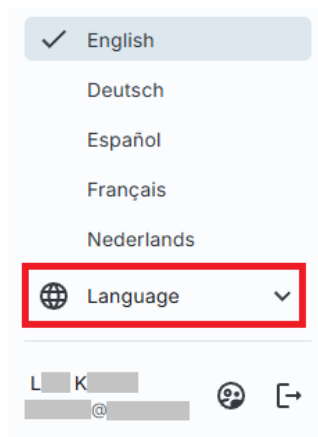 English
Deutsch
Español
Français
Nederlands
Language
L K
@